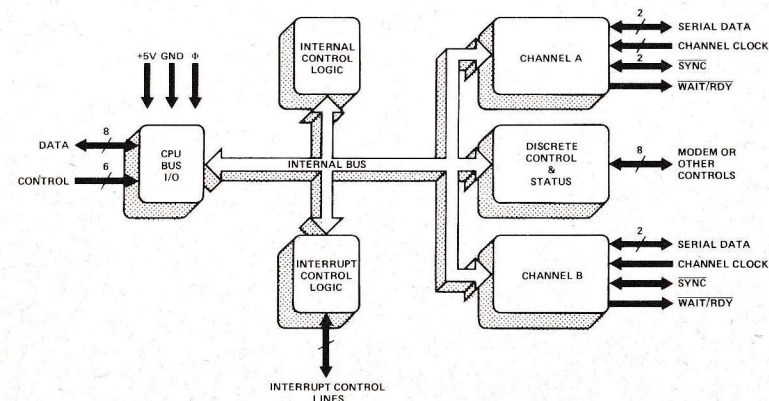 +5V GND Φ
DATA
8
CONTROL
6
CPU
BUS
I/O
INTERNAL
CONTROL
LOGIC
INTERNAL BUS
INTERRUPT
CONTROL
LOGIC
INTERRUPT CONTROL
LINES
CHANNEL A
2
SERIAL DATA
CHANNEL CLOCK
2
SYNC
WAIT/RDY
DISCRETE
CONTROL
&
STATUS
8
MODEM OR
OTHER
CONTROLS
CHANNEL B
2
SERIAL DATA
CHANNEL CLOCK
SYNC
WAIT/RDY